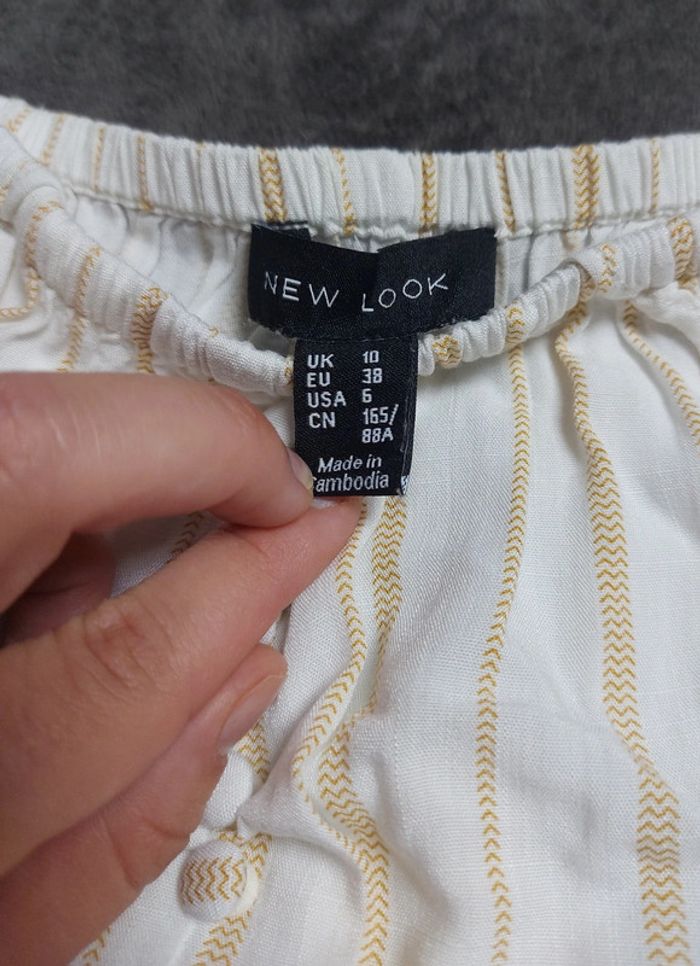 NEW LOOK
UK 10
EU 38
USA 6
CN 165/
88A
Made in
Cambodia